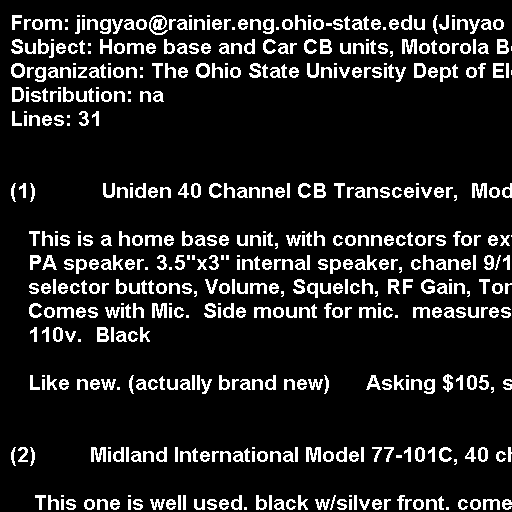 From: jingyao@rainier.eng.ohio-state.edu (Jinyao
Subject: Home base and Car CB units, Motorola B
Organization: The Ohio State University Dept of El
Distribution: na
Lines: 31
(1) Uniden 40 Channel CB Transceiver, Mod
This is a home base unit, with connectors for ex
PA speaker. 3.5"x3" internal speaker, chanel 9/1
selector buttons, Volume, Squelch, RF Gain, Ton
Comes with Mic. Side mount for mic. measures
110v. Black
Like new. (actually brand new) Asking $105, s
(2) Midland International Model 77-101C, 40 ch
This one is well used. black w/silver front. come